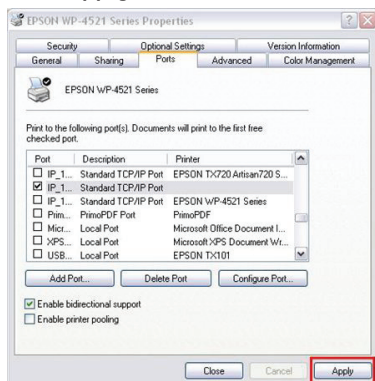 EPSON WP-4521 Series Properties
Security Optional Settings Version Information
General Sharing Ports Advanced Color Management
EPSON WP-4521 Series
Print to the following port(s). Documents will print to the first free
checked port.
Port Description Printer
IP_1... Standard TCP/IP Port EPSON TX720 Artisan720 S...
IP_1... Standard TCP/IP Port
IP_1... Standard TCP/IP Port EPSON WP-4521 Series
Prim... PrimoPDF Port PrimoPDF
Micr... Local Port Microsoft Office Document I...
XPS... Local Port Microsoft XPS Document Wr...
USB... Local Port EPSON TX101
Add Port... Delete Port Configure Port...
Enable bidirectional support
Enable printer pooling
Close Cancel Apply